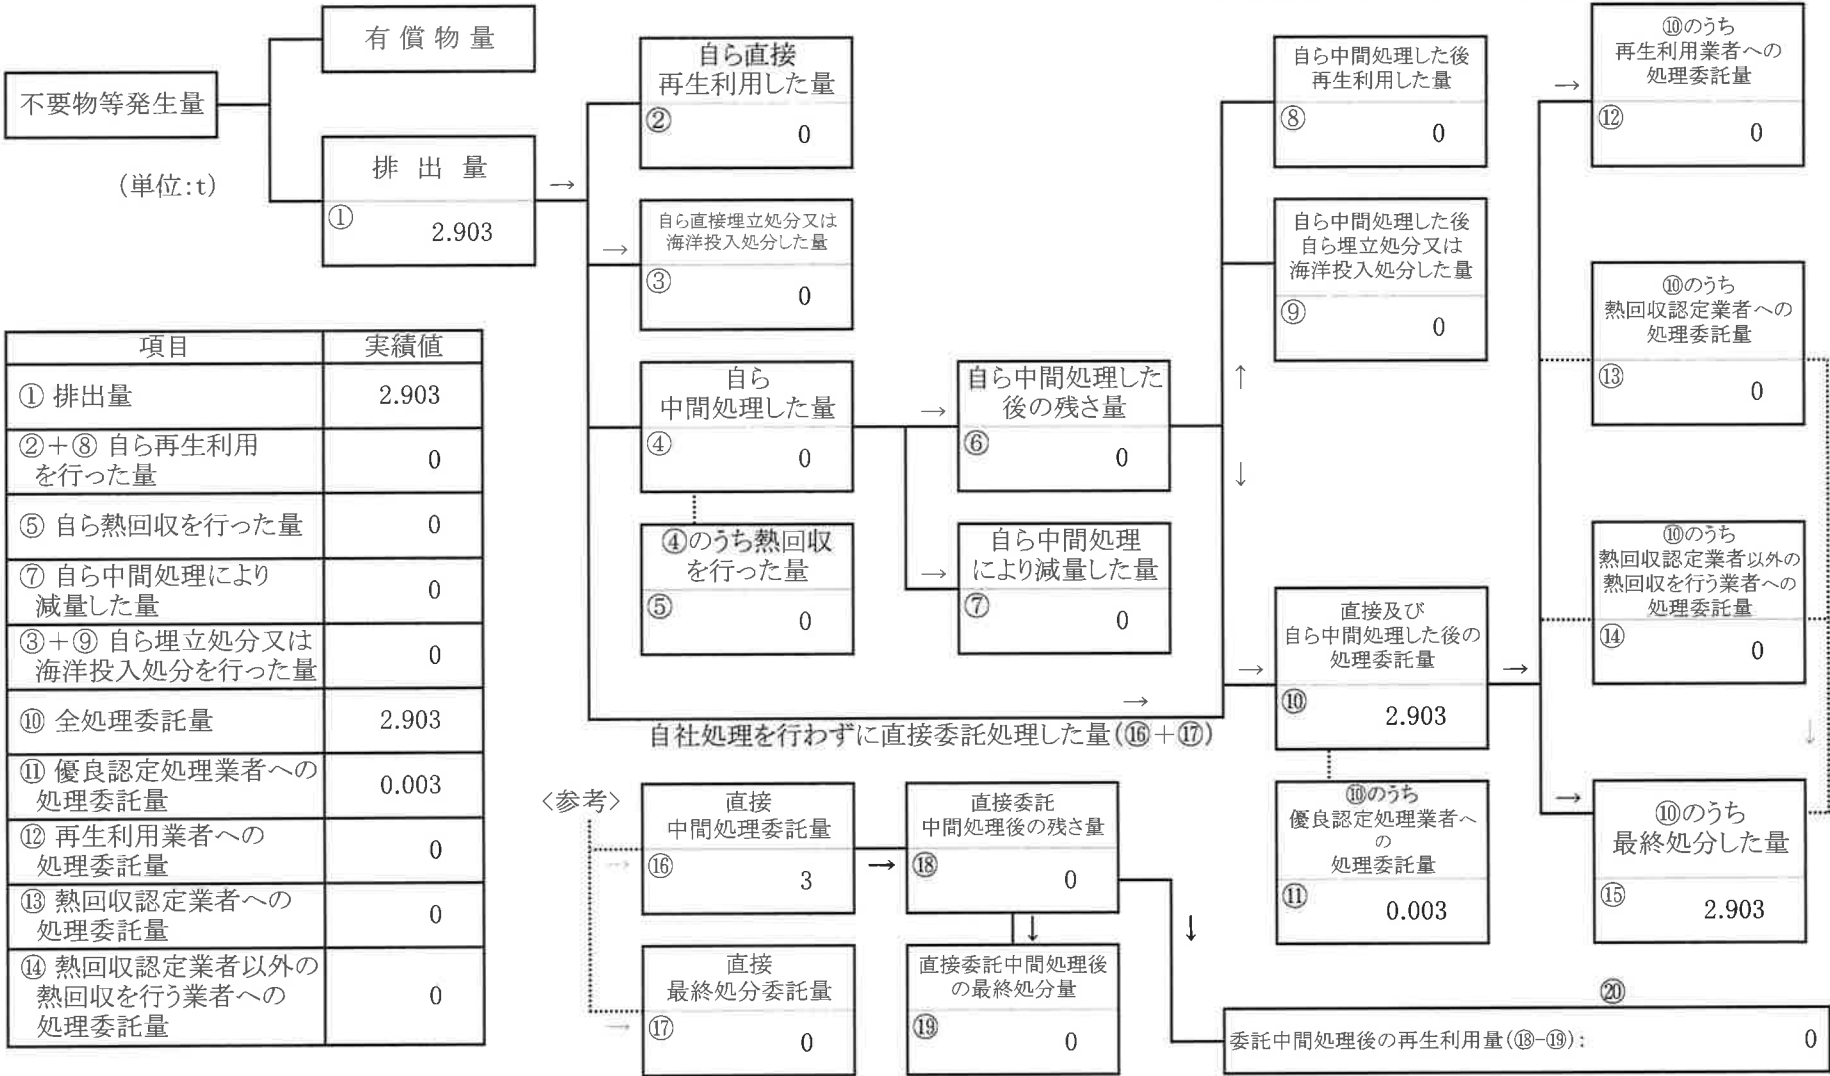 不要物等発生量
(単位:t)
有償物量
排出量
①
2.903
→
自ら直接
再生利用した量
②
0
→
自ら直接埋立処分又は
海洋投入処分した量
③
0
自ら
中間処理した量
④
0
④のうち熱回収
を行った量
⑤
0
→
自ら中間処理した
後の残さ量
⑥
0
→
自ら中間処理
により減量した量
⑦
0
→
自社処理を行わずに直接委託処理した量(⑯+⑰)
自ら中間処理した後
再生利用した量
⑧
0
自ら中間処理した後
自ら埋立処分又は
海洋投入処分した量
⑨
0
↑
↓
→
直接及び
自ら中間処理した後の
処理委託量
⑩
2.903
⑩のうち
優良認定処理業者へ
の
処理委託量
⑪
0.003
→
→
⑩のうち
再生利用業者への
処理委託量
⑫
0
⑩のうち
熱回収認定業者への
処理委託量
⑬
0
⑩のうち
熱回収認定業者以外の
熱回収を行う業者への
処理委託量
⑭
0
↓
→
⑩のうち
最終処分した量
⑮
2.903
項目 実績値
① 排出量 2.903
②+⑧ 自ら再生利用
を行った量 0
⑤ 自ら熱回収を行った量 0
⑦ 自ら中間処理により
減量した量 0
③+⑨ 自ら埋立処分又は
海洋投入処分を行った量 0
⑩ 全処理委託量 2.903
⑪ 優良認定処理業者への
処理委託量 0.003
⑫ 再生利用業者への
処理委託量 0
⑬ 熱回収認定業者への
処理委託量 0
⑭ 熱回収認定業者以外の
熱回収を行う業者への
処理委託量 0
<参考>
→
直接
中間処理委託量
⑯
3
→
直接委託
中間処理後の残さ量
⑱
0
→
直接
最終処分委託量
⑰
0
↓
直接委託中間処理後
の最終処分量
⑲
0
↓
⑳
委託中間処理後の再生利用量(⑱-⑲): 0